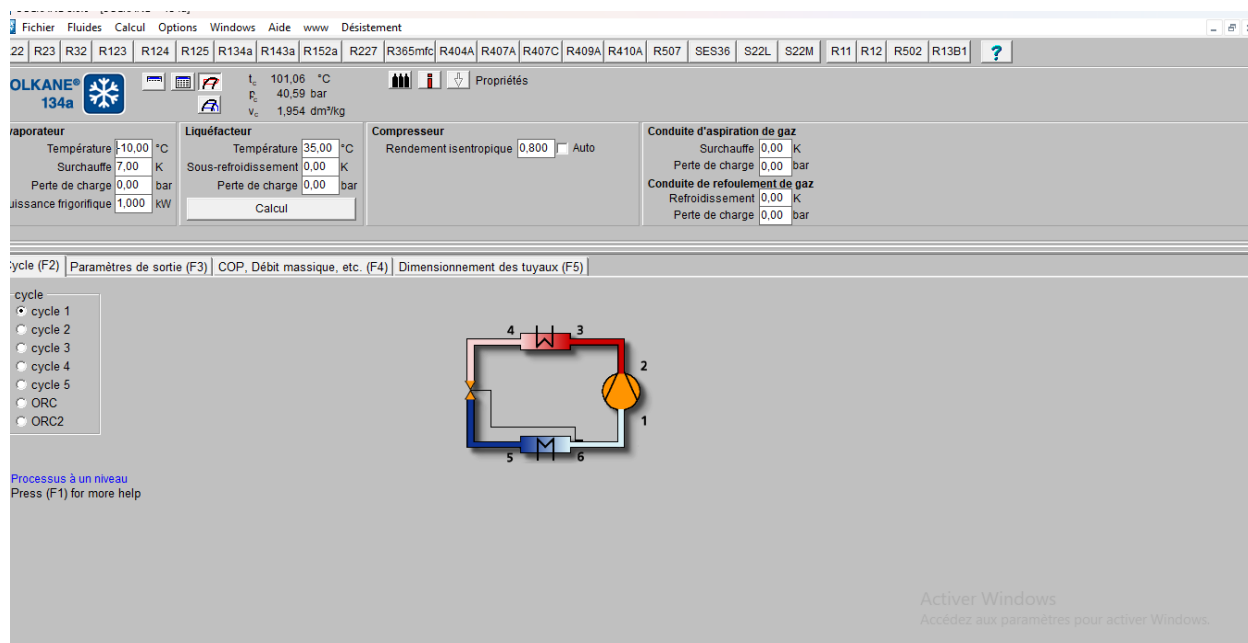 Fichier Fluides Calcul Options Windows Aide www Désistement
22 R23 R32 R123 R124 R125 R134a R143a R152a R227 R365mfc R404A R407A R407C R409A R410A R507 SES36 S22L S22M R11 R12 R502 R13B1 ?
OLKANE® 134a
tc 101,06 °C
pc 40,59 bar
vc 1,954 dm³/kg
i Propriétés
vaporateur
Température -10,00 °C
Surchauffe 7,00 K
Perte de charge 0,00 bar
uissance frigorifique 1,000 kW
Liquéfacteur
Température 35,00 °C
Sous-refroidissement 0,00 K
Perte de charge 0,00 bar
Calcul
Compresseur
Rendement isentropique 0,800 Auto
Conduite d'aspiration de gaz
Surchauffe 0,00 K
Perte de charge 0,00 bar
Conduite de refoulement de gaz
Refroidissement 0,00 K
Perte de charge 0,00 bar
ycle (F2) Paramètres de sortie (F3) COP, Débit massique, etc. (F4) Dimensionnement des tuyaux (F5)
cycle
cycle 1
cycle 2
cycle 3
cycle 4
cycle 5
ORC
ORC2
4 3
2
1
5 6
Processus à un niveau
Press (F1) for more help
Activer Windows
Accédez aux paramètres pour activer Windows.